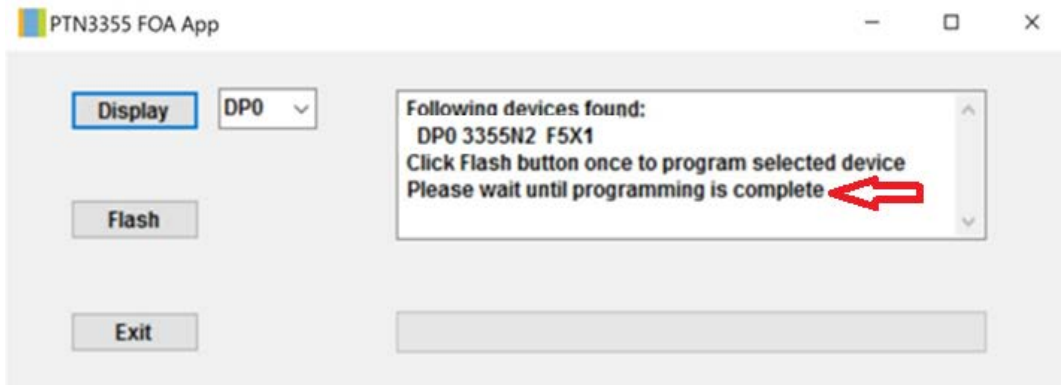 PTN3355 FOA App
Display
DP0
Following devices found:
DP0 3355N2 F5X1
Click Flash button once to program selected device
Please wait until programming is complete
Flash
Exit